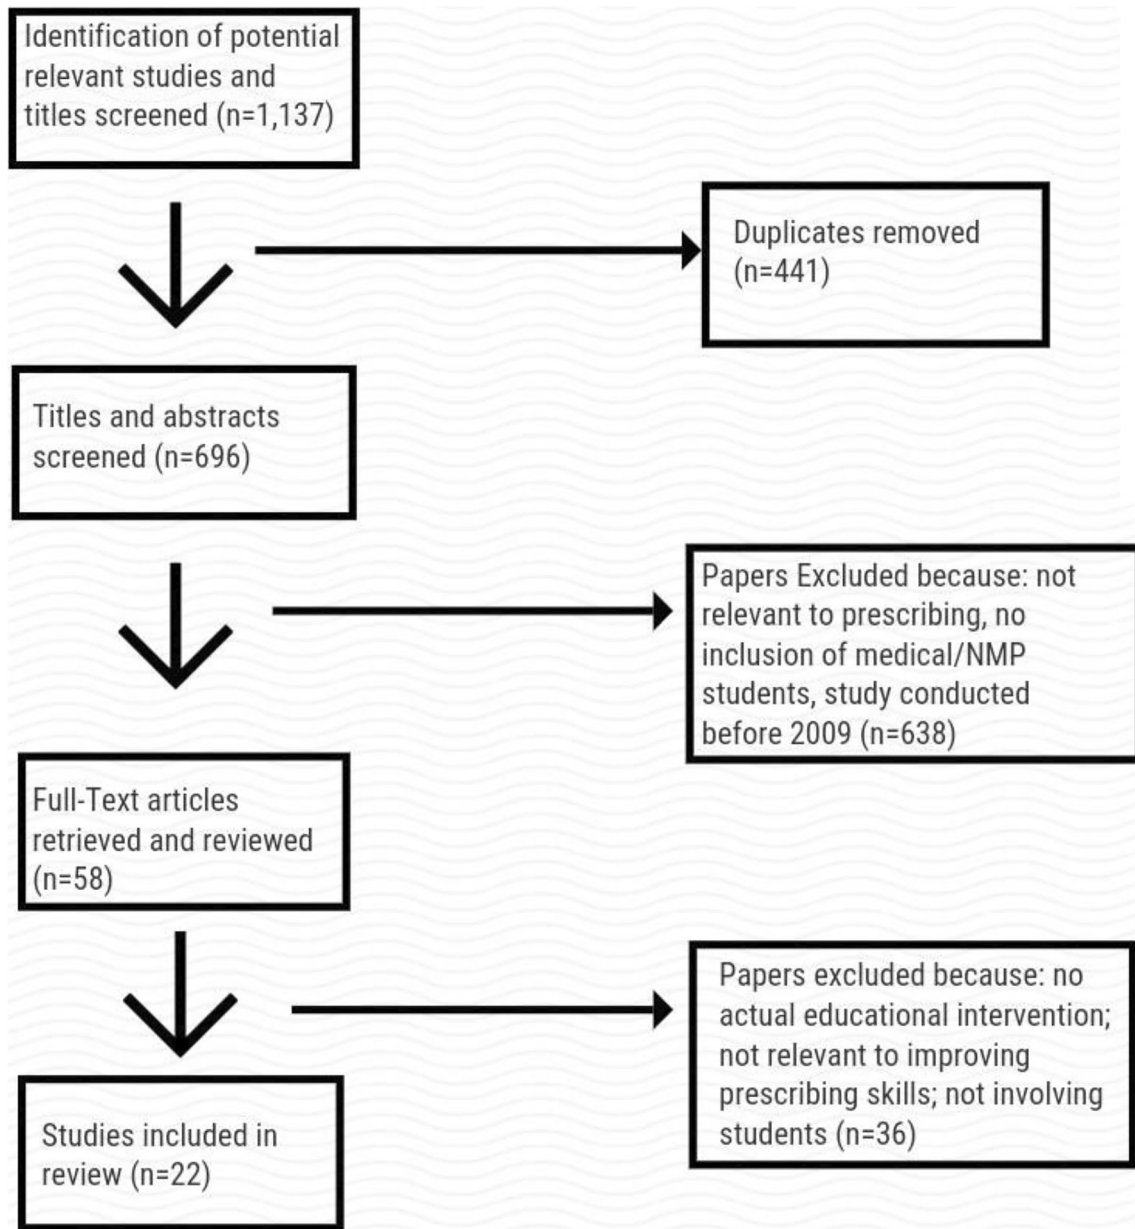 Identification of potential
relevant studies and
titles screened (n=1,137)
Duplicates removed
(n=441)
Titles and abstracts
screened (n=696)
Papers Excluded because: not
relevant to prescribing, no
inclusion of medical/NMP
students, study conducted
before 2009 (n=638)
Full-Text articles
retrieved and reviewed
(n=58)
Papers excluded because: no
actual educational intervention;
not relevant to improving
prescribing skills; not involving
students (n=36)
Studies included in
review (n=22)